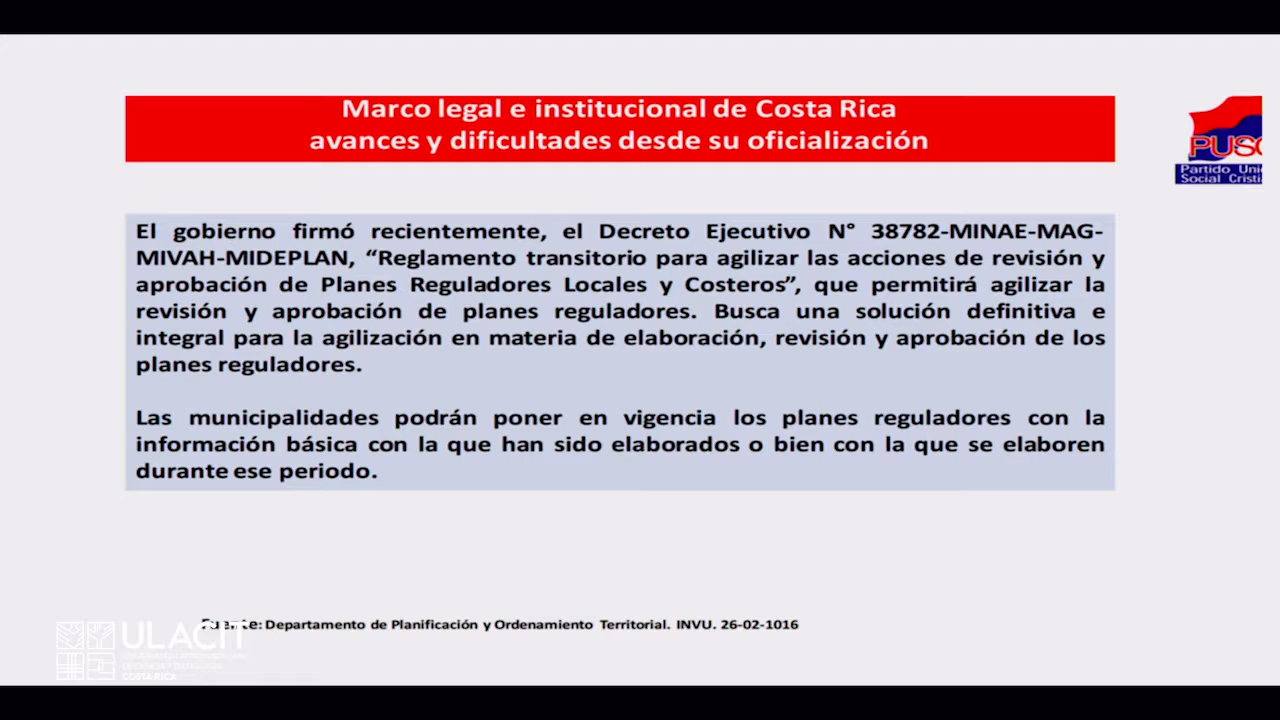 Marco legal e institucional de Costa Rica
avances y dificultades desde su oficialización
PUSC
Partido Uni
Social Cristi
El gobierno firmó recientemente, el Decreto Ejecutivo N° 38782-MINAE-MAG-
MIVAH-MIDEPLAN, “Reglamento transitorio para agilizar las acciones de revisión y
aprobación de Planes Reguladores Locales y Costeros”, que permitirá agilizar la
revisión y aprobación de planes reguladores. Busca una solución definitiva e
integral para la agilización en materia de elaboración, revisión y aprobación de los
planes reguladores.
Las municipalidades podrán poner en vigencia los planes reguladores con la
información básica con la que han sido elaborados o bien con la que se elaboren
durante ese periodo.
Fuente: Departamento de Planificación y Ordenamiento Territorial. INVU. 26-02-1016
ULACIT
COSTA RICA